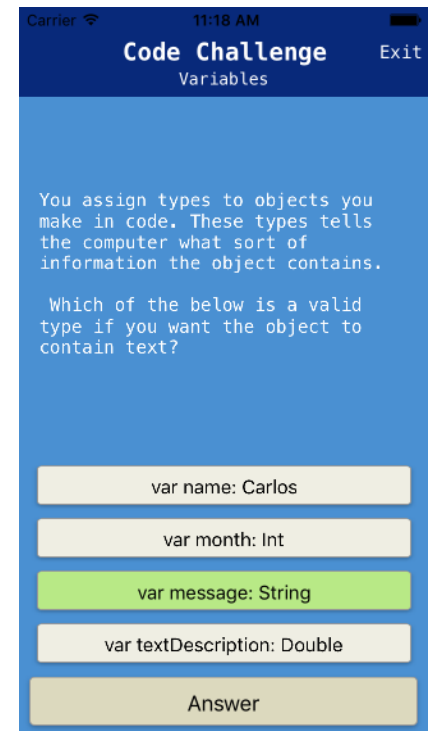 Carrier 11:18 AM
Code Challenge Exit
Variables
You assign types to objects you
make in code. These types tells
the computer what sort of
information the object contains.
Which of the below is a valid
type if you want the object to
contain text?
var name: Carlos
var month: Int
var message: String
var textDescription: Double
Answer